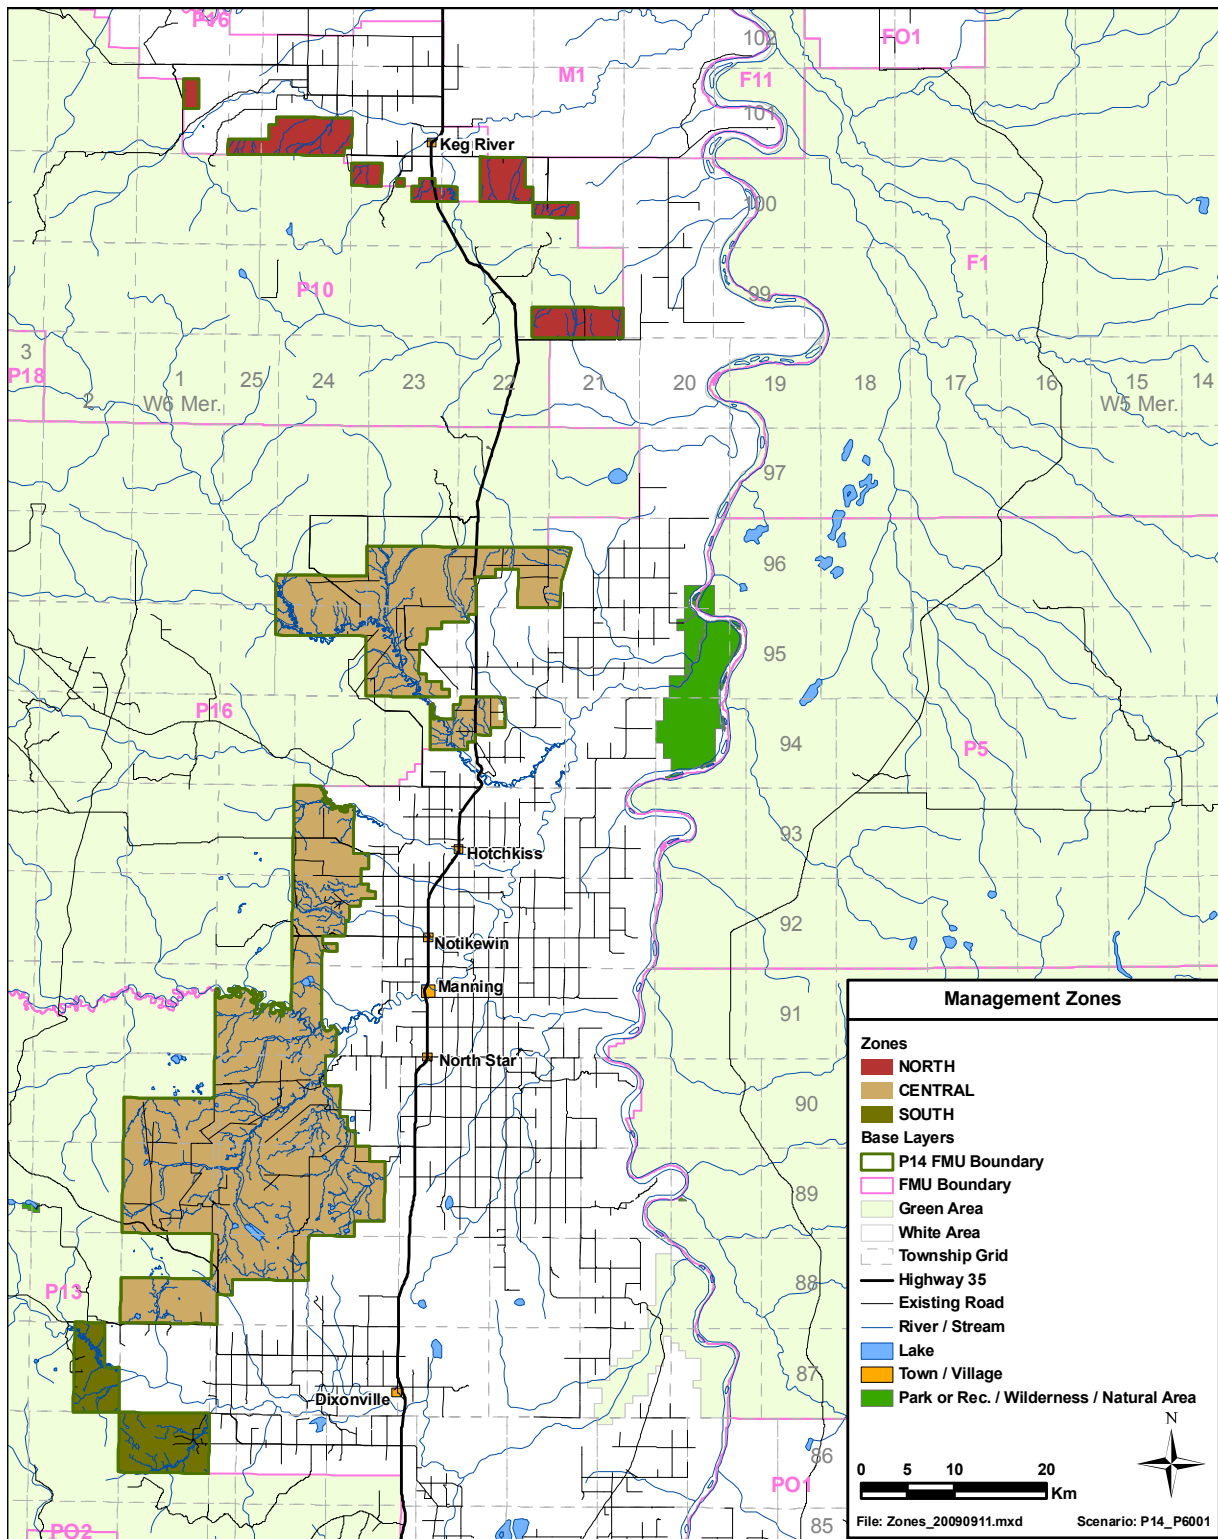 P16
102
FO1
M1
F11
101
Keg River
100
F1
P10
99
3
P18
1
2
W6 Mer.
25
24
23
22
21
20
19
18
17
16
15
14
W5 Mer.
97
96
95
P16
94
P5
93
Hotchkiss
92
Notikewin
Manning
91
North Star
90
89
88
P13
87
Dixonville
86
PO1
85
PO2
Management Zones
Zones
NORTH
CENTRAL
SOUTH
Base Layers
P14 FMU Boundary
FMU Boundary
Green Area
White Area
Township Grid
Highway 35
Existing Road
River / Stream
Lake
Town / Village
Park or Rec. / Wilderness / Natural Area
N
0 5 10 20
Km
File: Zones_20090911.mxd Scenario: P14_P6001